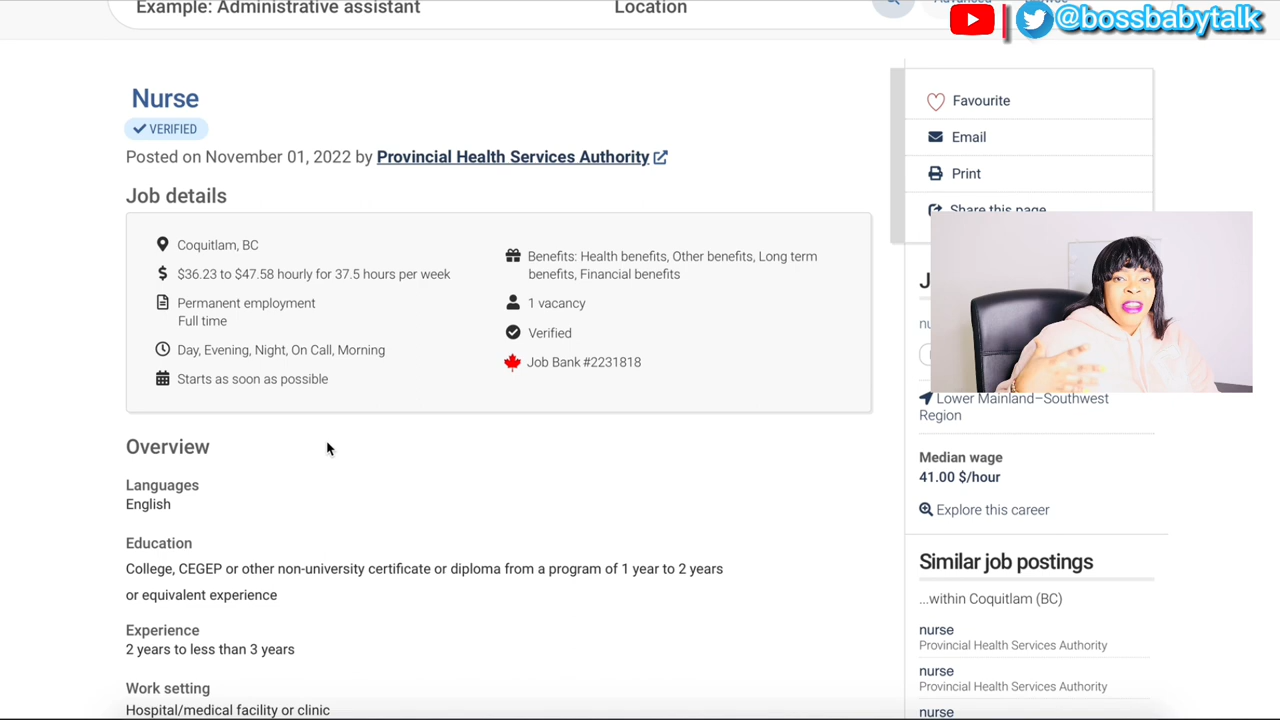 Example: Administrative assistant
Location
@bossbabytalk
Nurse
VERIFIED
Posted on November 01, 2022 by Provincial Health Services Authority
Job details
Coquitlam, BC
$36.23 to $47.58 hourly for 37.5 hours per week
Permanent employment
Full time
Day, Evening, Night, On Call, Morning
Starts as soon as possible
Benefits: Health benefits, Other benefits, Long term
benefits, Financial benefits
1 vacancy
Verified
Job Bank #2231818
Overview
Languages
English
Education
College, CEGEP or other non-university certificate or diploma from a program of 1 year to 2 years
or equivalent experience
Experience
2 years to less than 3 years
Work setting
Hospital/medical facility or clinic
Favourite
Email
Print
Share this page
Lower Mainland–Southwest
Region
Median wage
41.00 $/hour
Explore this career
Similar job postings
...within Coquitlam (BC)
nurse
Provincial Health Services Authority
nurse
Provincial Health Services Authority
nurse